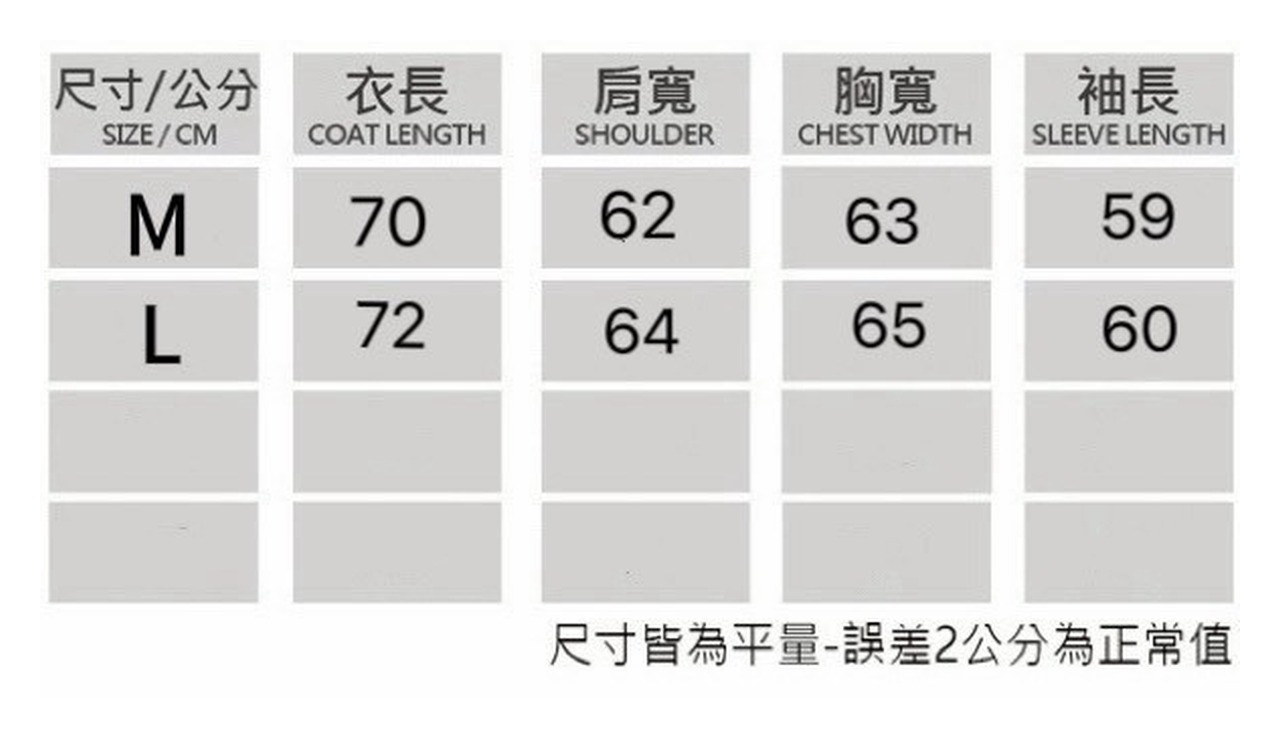 尺寸/公分 衣長 肩寬 胸寬 袖長
SIZE / CM COAT LENGTH SHOULDER CHEST WIDTH SLEEVE LENGTH
M 70 62 63 59
L 72 64 65 60
尺寸皆為平量-誤差2公分為正常值